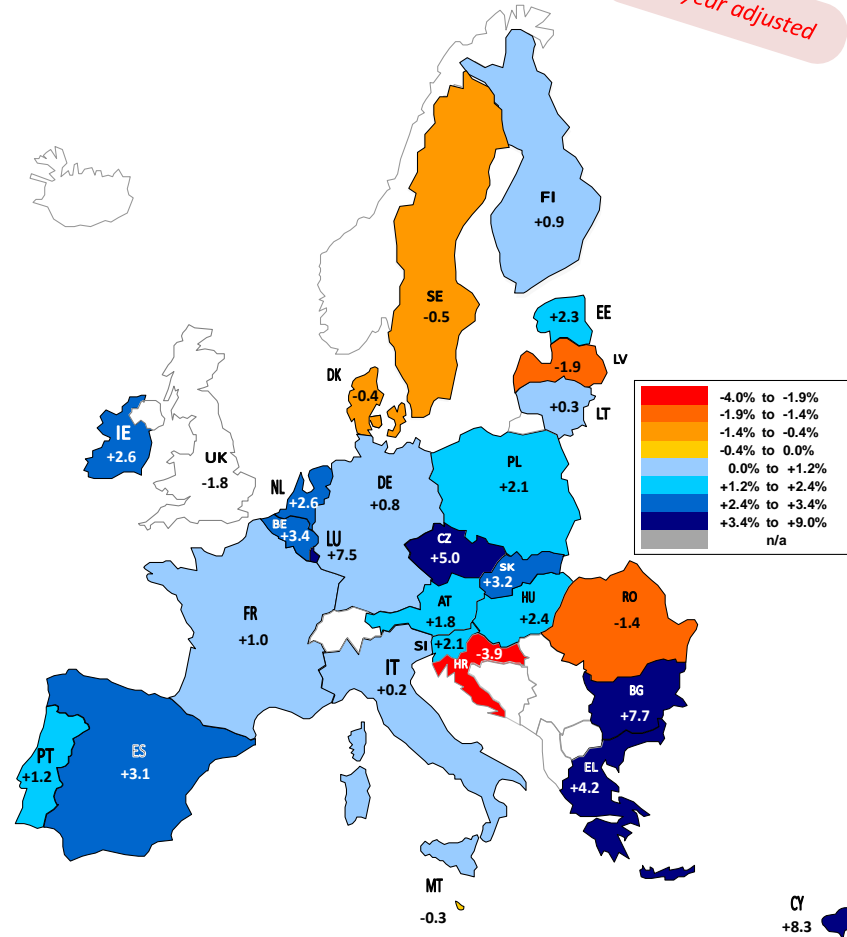 year adjusted
FI
+0.9
SE
-0.5
+2.3 EE
LV
-1.9
DK
-0.4
+0.3 LT
IE
+2.6
UK
-1.8
NL
+2.6
BE
+3.4
LU
+7.5
DE
+0.8
PL
+2.1
CZ
+5.0
SK
+3.2
AT
+1.8
HU
+2.4
RO
-1.4
FR
+1.0
SI +2.1
HR -3.9
IT
+0.2
BG
+7.7
PT
+1.2
ES
+3.1
EL
+4.2
MT
-0.3
CY
+8.3
-4.0% to -1.9%
-1.9% to -1.4%
-1.4% to -0.4%
-0.4% to 0.0%
0.0% to +1.2%
+1.2% to +2.4%
+2.4% to +3.4%
+3.4% to +9.0%
n/a